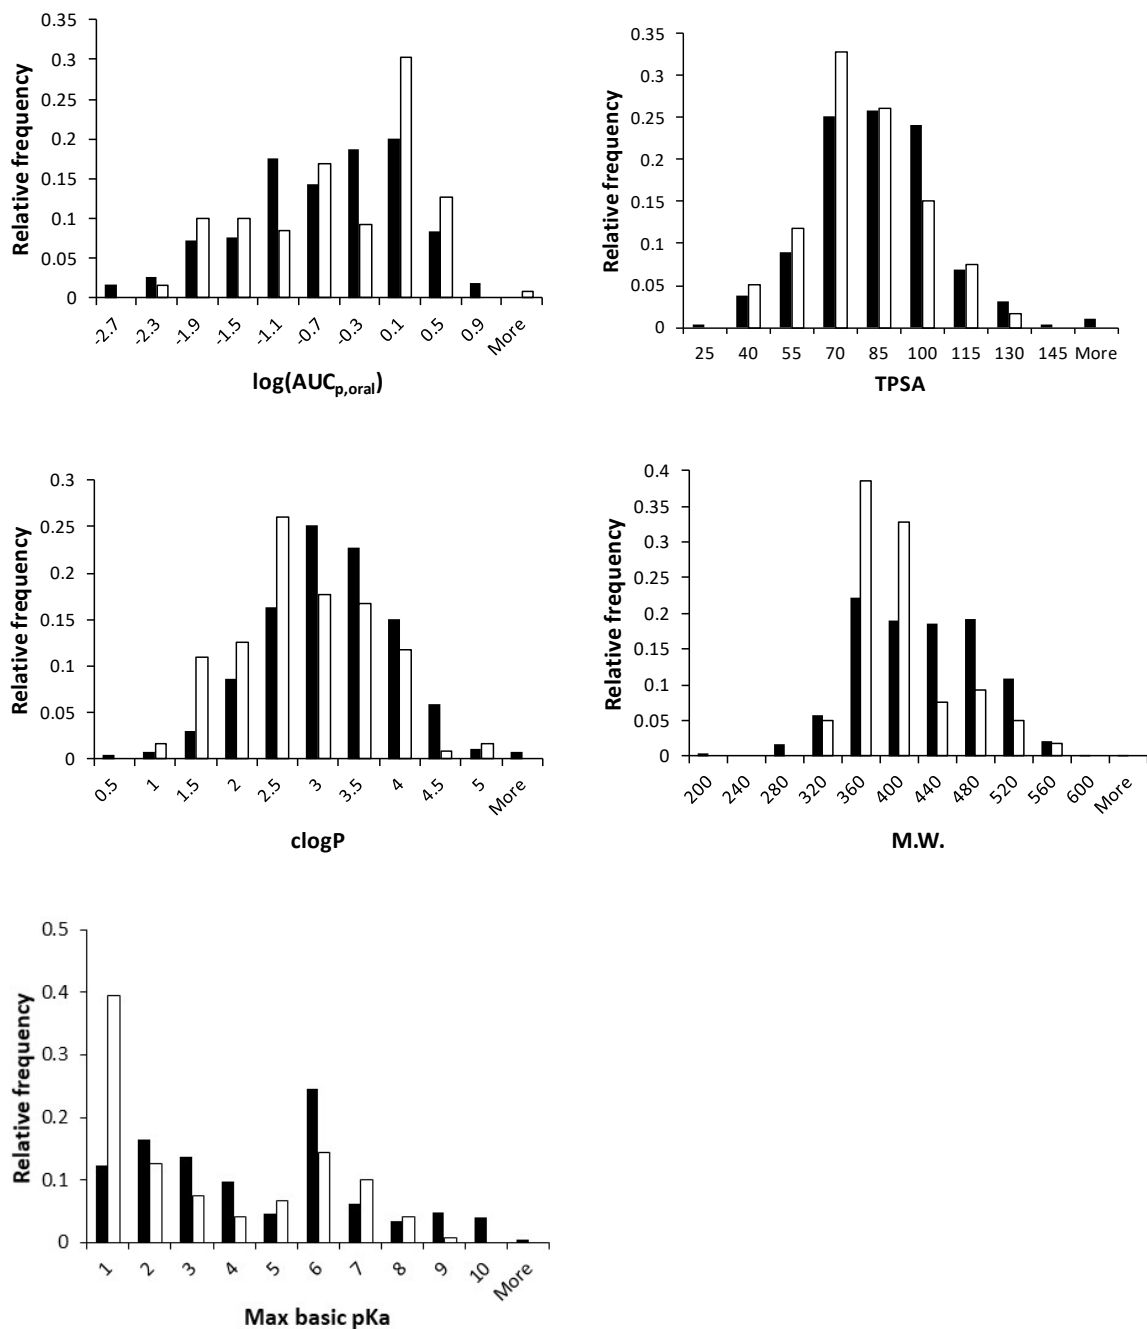 Relative frequency
0.35
0.3
0.25
0.2
0.15
0.1
0.05
0
-2.7 -2.3 -1.9 -1.5 -1.1 -0.7 -0.3 0.1 0.5 0.9 More
log(AUCp,oral)
Relative frequency
0.35
0.3
0.25
0.2
0.15
0.1
0.05
0
25 40 55 70 85 100 115 130 145 More
TPSA
Relative frequency
0.3
0.25
0.2
0.15
0.1
0.05
0
0.5 1 1.5 2 2.5 3 3.5 4 4.5 5 More
clogP
Relative frequency
0.4
0.35
0.3
0.25
0.2
0.15
0.1
0.05
0
200 240 280 320 360 400 440 480 520 560 600 More
M.W.
Relative frequency
0.5
0.4
0.3
0.2
0.1
0
1 2 3 4 5 6 7 8 9 10 More
Max basic pKa